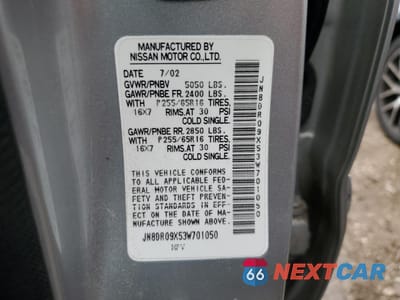 MANUFACTURED BY
NISSAN MOTOR CO.,LTD.
DATE 7/02
GVWR/PNBV 5050 LBS.
GAWR/PNBE FR. 2400 LBS.
WITH P255/65R16 TIRES,
16X7 RIMS,AT 30 PSI
COLD SINGLE.
GAWR/PNBE RR. 2850 LBS.
WITH P255/65R16 TIRES,
16X7 RIMS,AT 30 PSI
COLD SINGLE.
THIS VEHICLE CONFORMS
TO ALL APPLICABLE FED-
ERAL MOTOR VEHICLE SA-
FETY AND THEFT PREVEN-
TION STANDARDS IN EFF-
ECT ON THE DATE OF MA-
NUFACTURE SHOWN ABOVE.
JN8DR09X53W701050
MPV
JN8DR09X53W701050
66 NEXTCAR